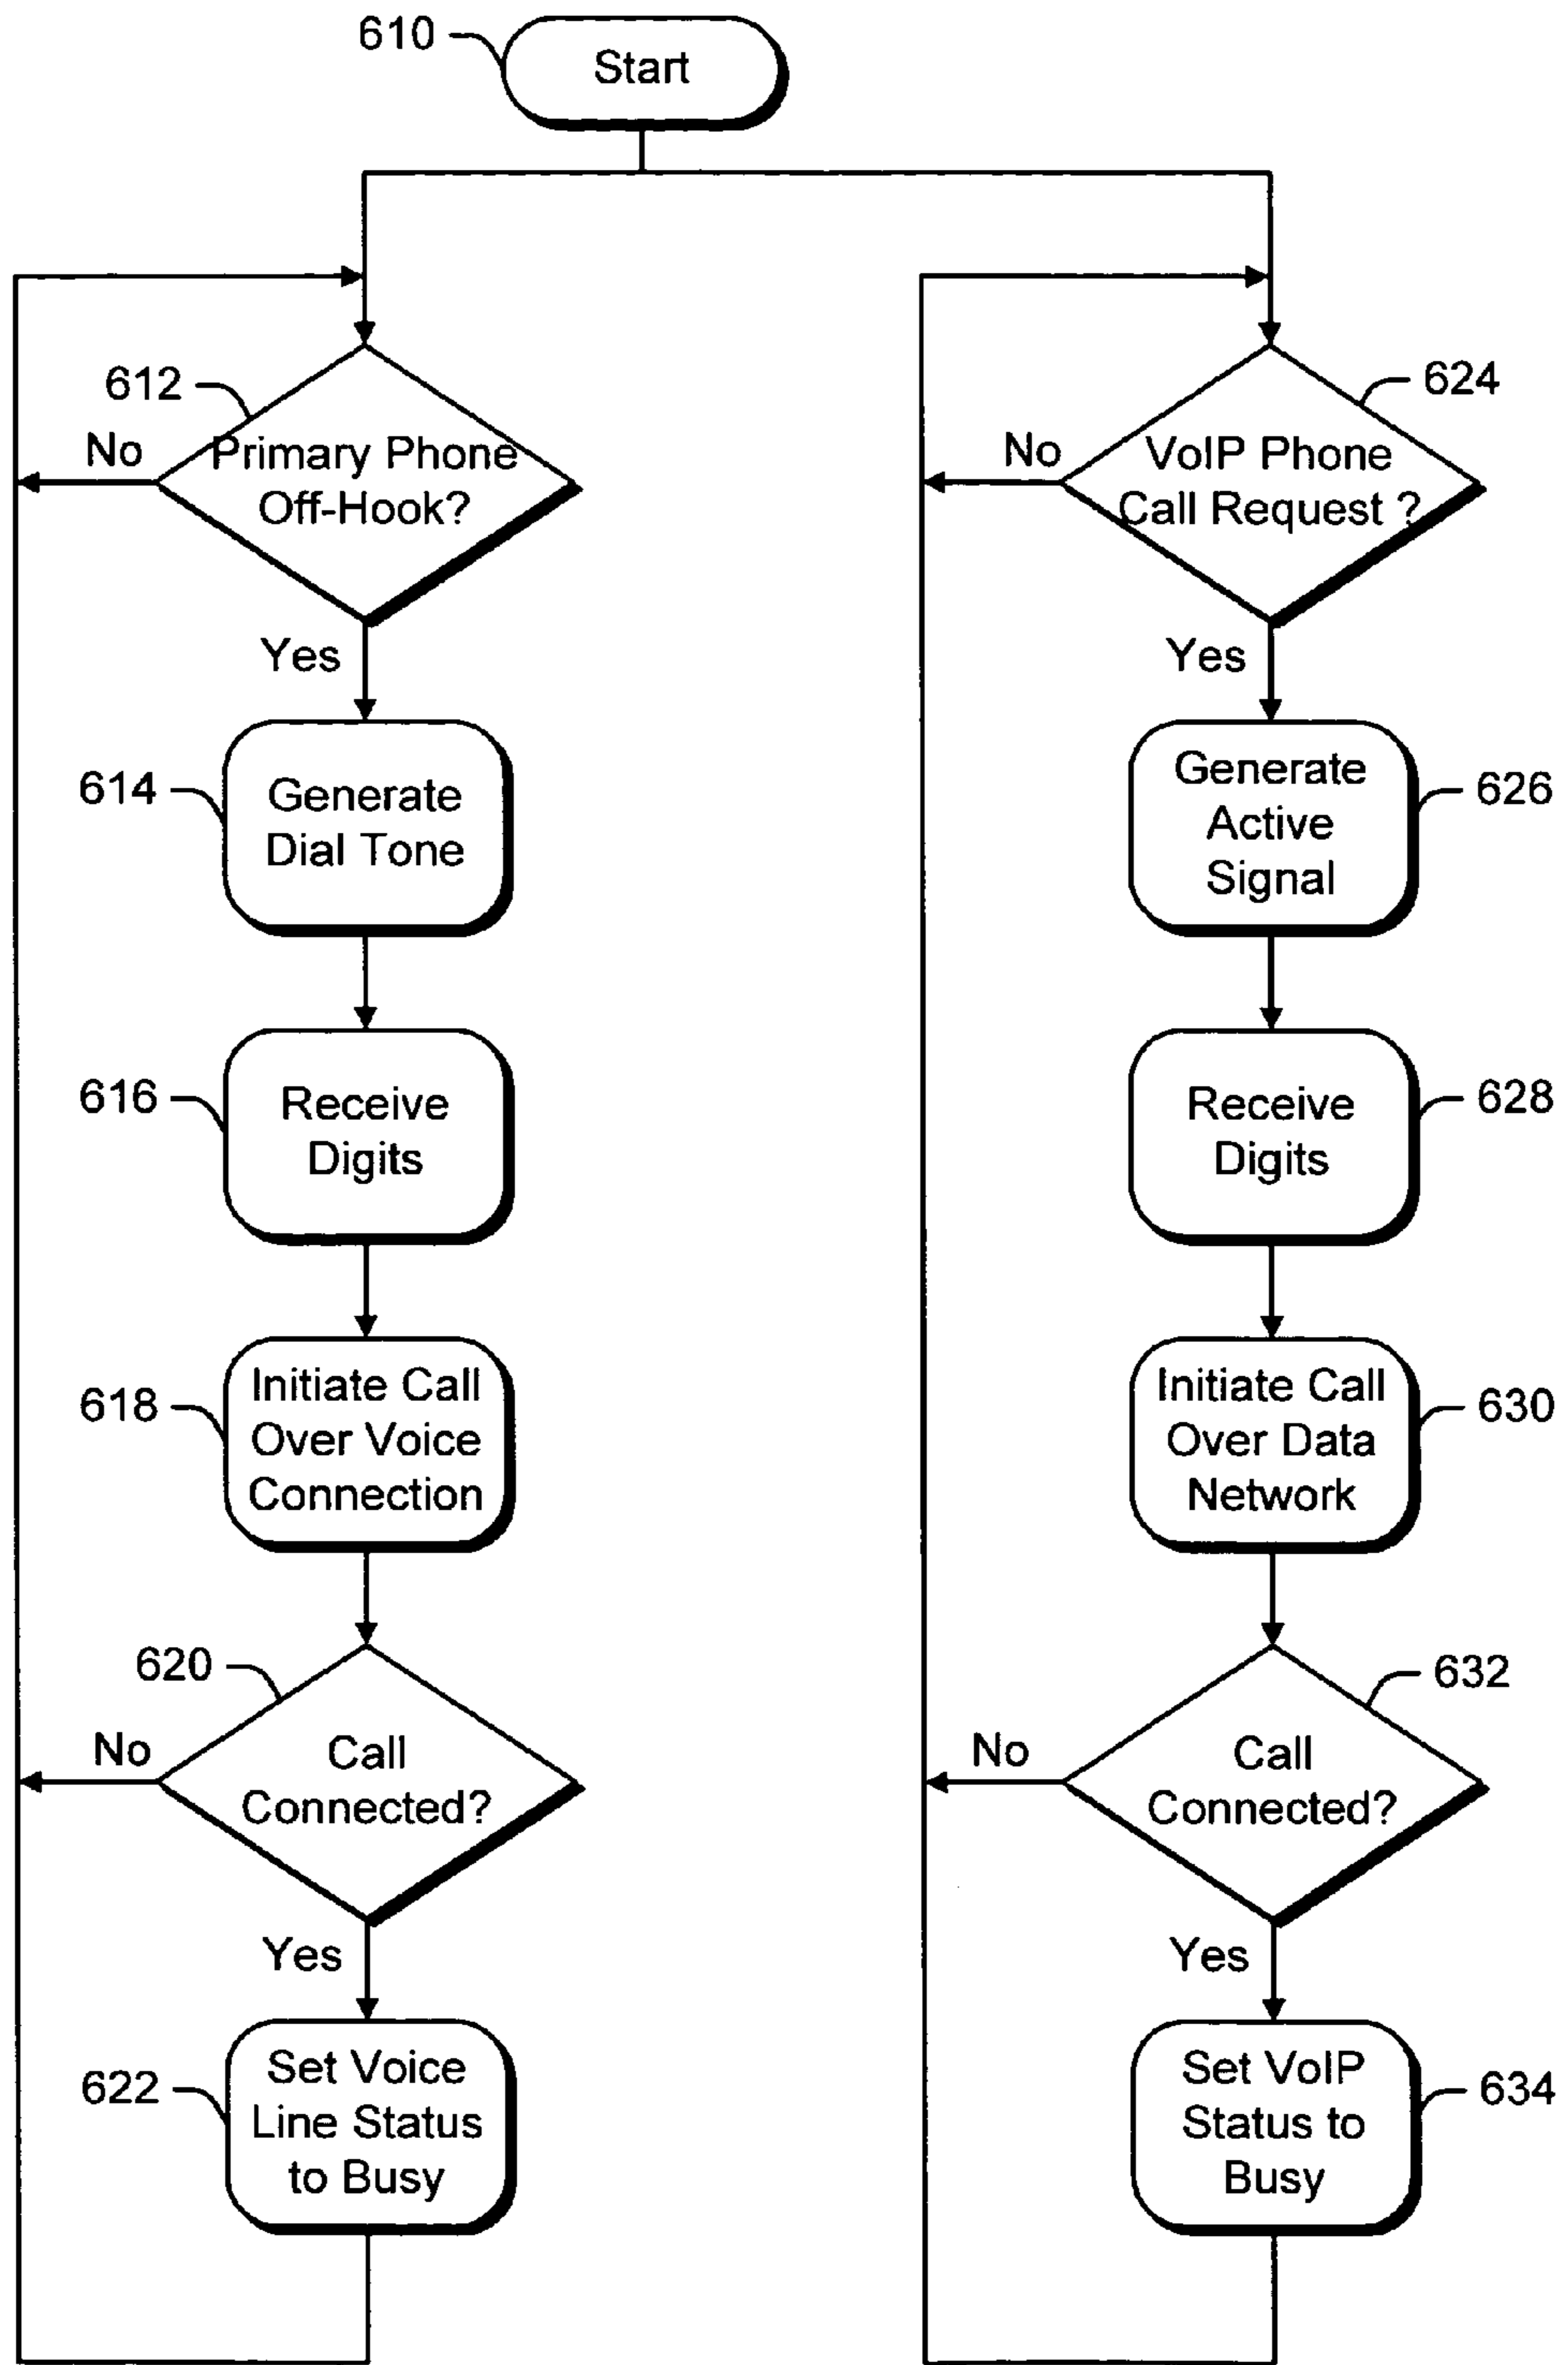 610
Start
612
No
Primary Phone
Off-Hook?
Yes
614
Generate
Dial Tone
616
Receive
Digits
618
Initiate Call
Over Voice
Connection
620
No
Call
Connected?
Yes
622
Set Voice
Line Status
to Busy
624
No
VoIP Phone
Call Request ?
Yes
Generate
Active
Signal
626
Receive
Digits
628
Initiate Call
Over Data
Network
630
632
No
Call
Connected?
Yes
Set VoIP
Status to
Busy
634